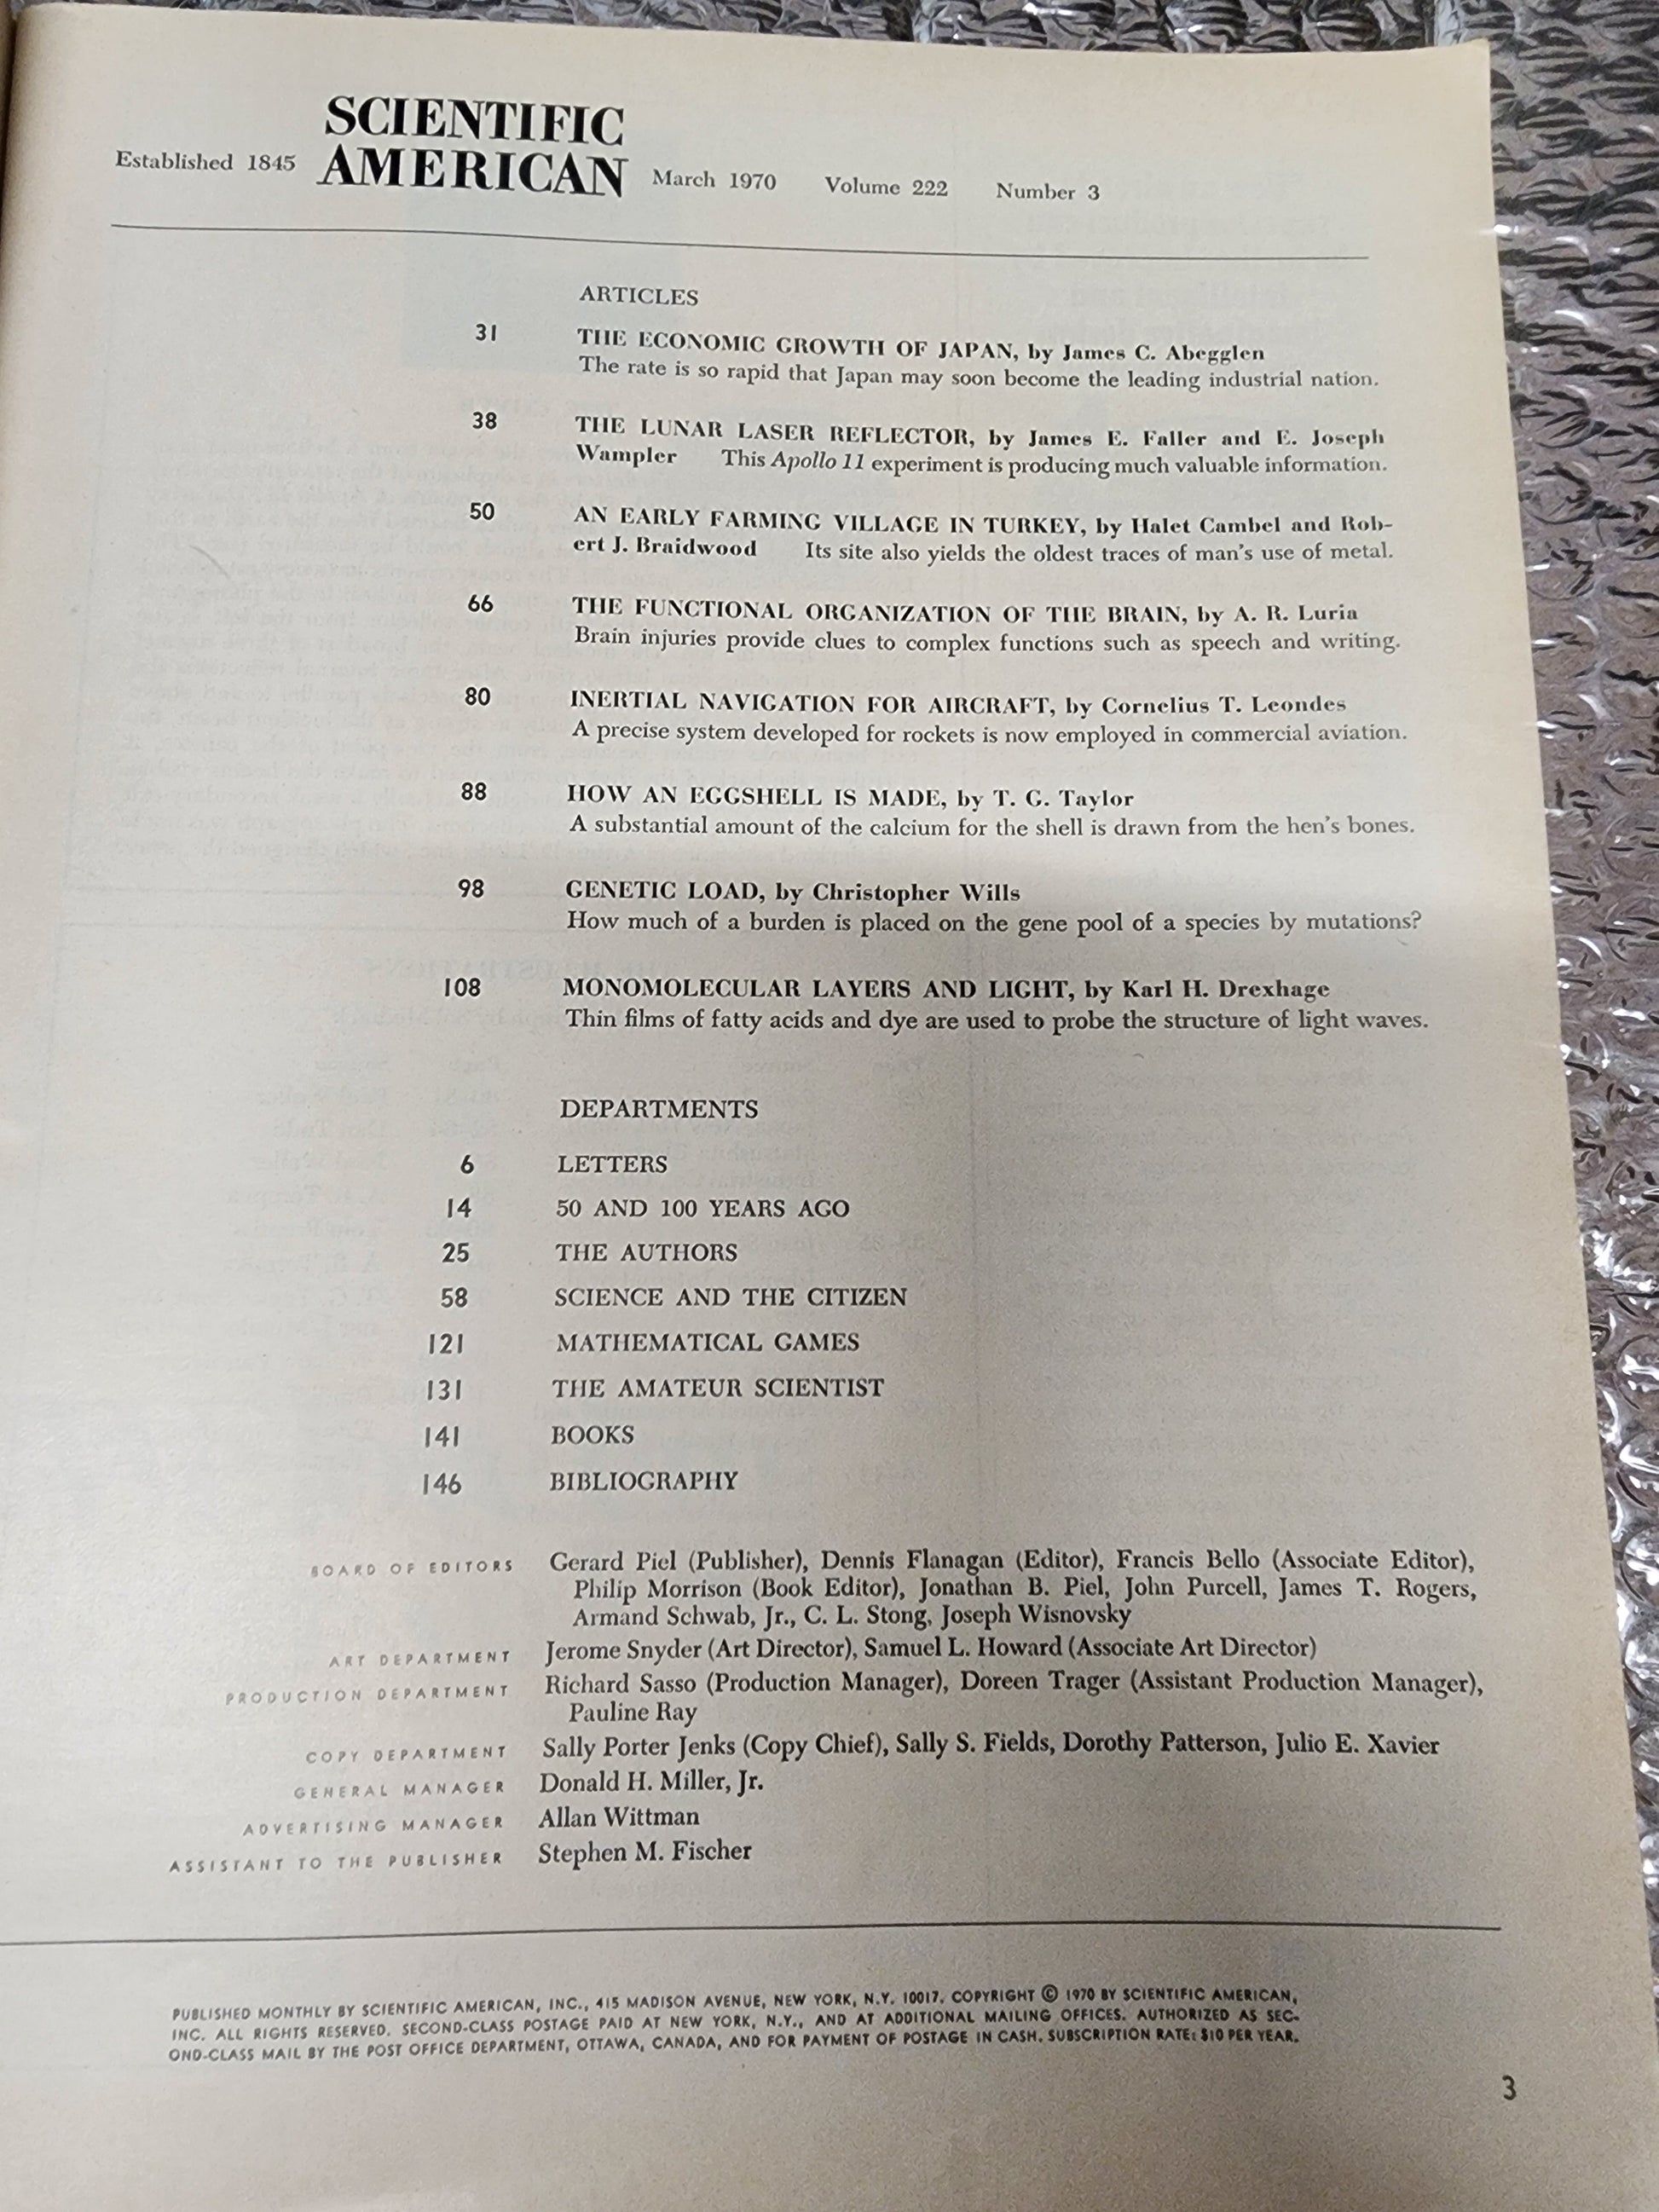 SCIENTIFIC
Established 1845 AMERICAN March 1970 Volume 222 Number 3
ARTICLES
31 THE ECONOMIC GROWTH OF JAPAN, by James C. Abegglen
The rate is so rapid that Japan may soon become the leading industrial nation.
38 THE LUNAR LASER REFLECTOR, by James E. Faller and E. Joseph
Wampler This Apollo 11 experiment is producing much valuable information.
50 AN EARLY FARMING VILLAGE IN TURKEY, by Halet Cambel and Rob-
ert J. Braidwood Its site also yields the oldest traces of man's use of metal.
66 THE FUNCTIONAL ORGANIZATION OF THE BRAIN, by A. R. Luria
Brain injuries provide clues to complex functions such as speech and writing.
80 INERTIAL NAVIGATION FOR AIRCRAFT, by Cornelius T. Leondes
A precise system developed for rockets is now employed in commercial aviation.
88 HOW AN EGGSHELL IS MADE, by T. G. Taylor
A substantial amount of the calcium for the shell is drawn from the hen's bones.
98 GENETIC LOAD, by Christopher Wills
How much of a burden is placed on the gene pool of a species by mutations?
108 MONOMOLECULAR LAYERS AND LIGHT, by Karl H. Drexhage
Thin films of fatty acids and dye are used to probe the structure of light waves.
DEPARTMENTS
6 LETTERS
14 50 AND 100 YEARS AGO
25 THE AUTHORS
58 SCIENCE AND THE CITIZEN
121 MATHEMATICAL GAMES
131 THE AMATEUR SCIENTIST
141 BOOKS
146 BIBLIOGRAPHY
BOARD OF EDITORS Gerard Piel (Publisher), Dennis Flanagan (Editor), Francis Bello (Associate Editor),
Philip Morrison (Book Editor), Jonathan B. Piel, John Purcell, James T. Rogers,
Armand Schwab, Jr., C. L. Stong, Joseph Wisnovsky
ART DEPARTMENT Jerome Snyder (Art Director), Samuel L. Howard (Associate Art Director)
PRODUCTION DEPARTMENT Richard Sasso (Production Manager), Doreen Trager (Assistant Production Manager),
Pauline Ray
COPY DEPARTMENT Sally Porter Jenks (Copy Chief), Sally S. Fields, Dorothy Patterson, Julio E. Xavier
GENERAL MANAGER Donald H. Miller, Jr.
ADVERTISING MANAGER Allan Wittman
ASSISTANT TO THE PUBLISHER Stephen M. Fischer
PUBLISHED MONTHLY BY SCIENTIFIC AMERICAN, INC., 415 MADISON AVENUE, NEW YORK, N.Y. 10017. COPYRIGHT © 1970 BY SCIENTIFIC AMERICAN,
INC. ALL RIGHTS RESERVED. SECOND-CLASS POSTAGE PAID AT NEW YORK, N.Y., AND AT ADDITIONAL MAILING OFFICES. AUTHORIZED AS SEC-
OND-CLASS MAIL BY THE POST OFFICE DEPARTMENT, OTTAWA, CANADA, AND FOR PAYMENT OF POSTAGE IN CASH. SUBSCRIPTION RATE: $10 PER YEAR.
3